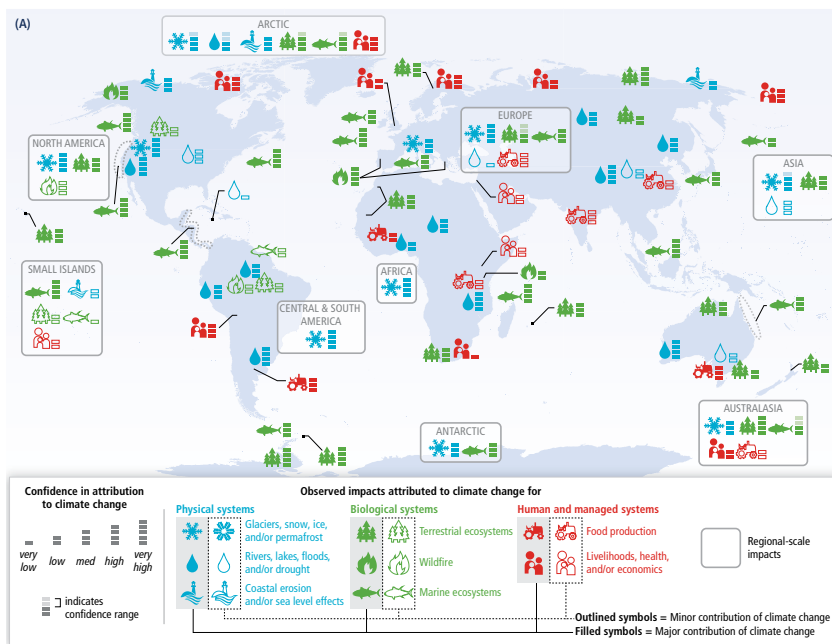 (A)
ARCTIC
NORTH AMERICA
EUROPE
ASIA
SMALL ISLANDS
AFRICA
CENTRAL & SOUTH
AMERICA
ANTARCTIC
AUSTRALASIA
Confidence in attribution
to climate change
very
low
low
med
high
very
high
indicates
confidence range
Observed impacts attributed to climate change for
Physical systems
Glaciers, snow, ice,
and/or permafrost
Rivers, lakes, floods,
and/or drought
Coastal erosion
and/or sea level effects
Biological systems
Terrestrial ecosystems
Wildfire
Marine ecosystems
Human and managed systems
Food production
Livelihoods, health,
and/or economics
Regional-scale
impacts
Outlined symbols = Minor contribution of climate change
Filled symbols = Major contribution of climate change